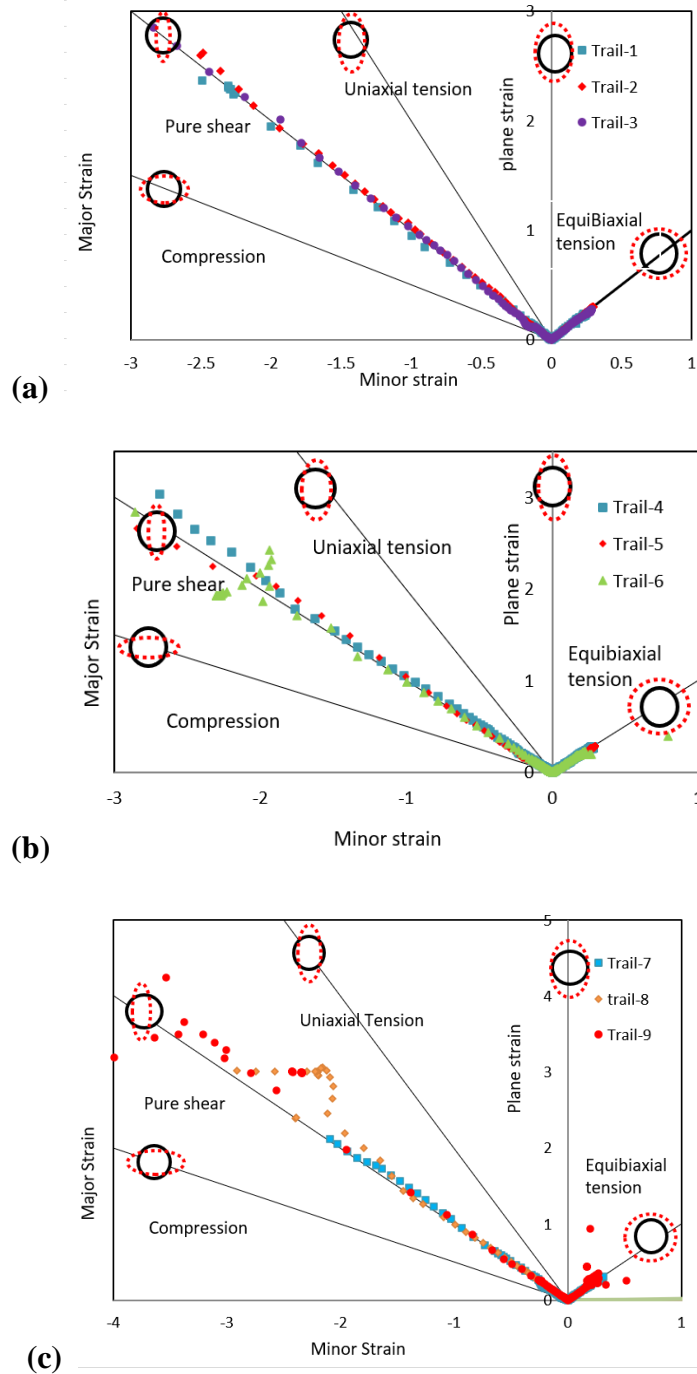 3
Trail-1
Uniaxial tension
Trail-2
Pure shear
2
Trail-3
plane strain
Major Strain
EquiBiaxial
tension
1
Compression
0
-3 -2.5 -2 -1.5 -1 -0.5 0 0.5 1
Minor strain
(a)
3
Trail-4
Uniaxial tension
Trail-5
Pure shear
Trail-6
2
Plane strain
Major Strain
Equibiaxial
tension
Compression
1
0
-3 -2 -1 0 1
Minor strain
(b)
5
Trail-7
4
trail-8
Uniaxial Tension
Trail-9
Plane strain
3
Pure shear
2
Major Strain
Equibiaxial
tension
Compression
1
0
-4 -3 -2 -1 0 1
Minor Strain
(c)